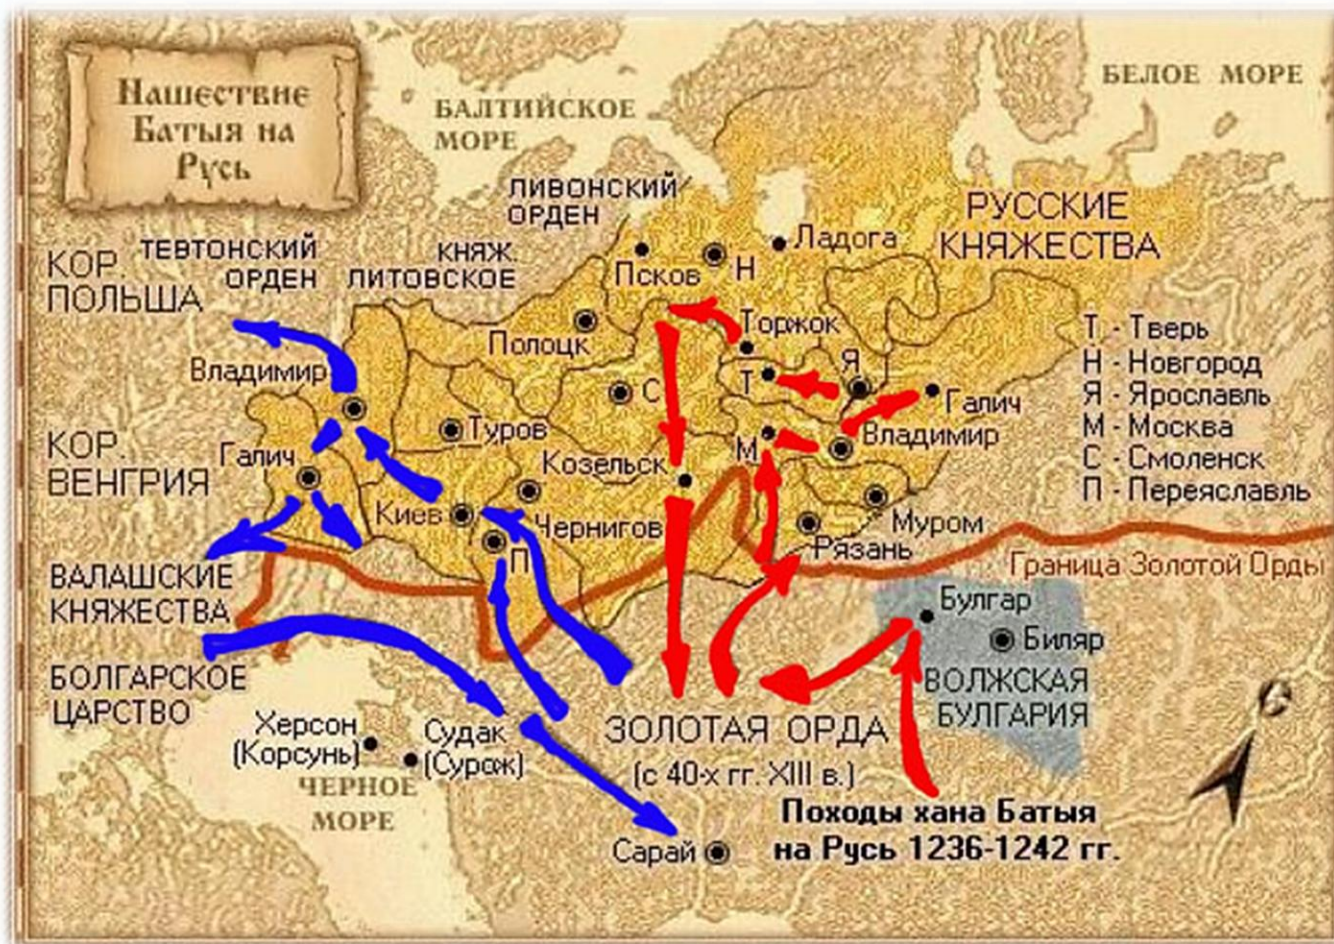 Нашествие
Батыя на
Русь
БАЛТИЙСКОЕ
МОРЕ
БЕЛОЕ МОРЕ
ЛИВОНСКИЙ
ОРДЕН
РУССКИЕ
КНЯЖЕСТВА
КОР.
ПОЛЬША
ТЕВТОНСКИЙ
ОРДЕН
КНЯЖ.
ЛИТОВСКОЕ
Псков
Н
Ладога
Полоцк
Торжок
Т - Тверь
Н - Новгород
Я - Ярославль
М - Москва
С - Смоленск
П - Переяславль
Владимир
С
Т
Я
Галич
КОР.
ВЕНГРИЯ
Галич
Туров
Козельск
М
Владимир
Киев
Чернигов
П
Муром
Рязань
Граница Золотой Орды
ВАЛАШСКИЕ
КНЯЖЕСТВА
Булгар
Биляр
БОЛГАРСКОЕ
ЦАРСТВО
ВОЛЖСКАЯ
БУЛГАРИЯ
Херсон
(Корсунь)
Судак
(Сурож)
ЗОЛОТАЯ ОРДА
(с 40-х гг. XIII в.)
ЧЕРНОЕ
МОРЕ
Походы хана Батыя
на Русь 1236-1242 гг.
Сарай
С